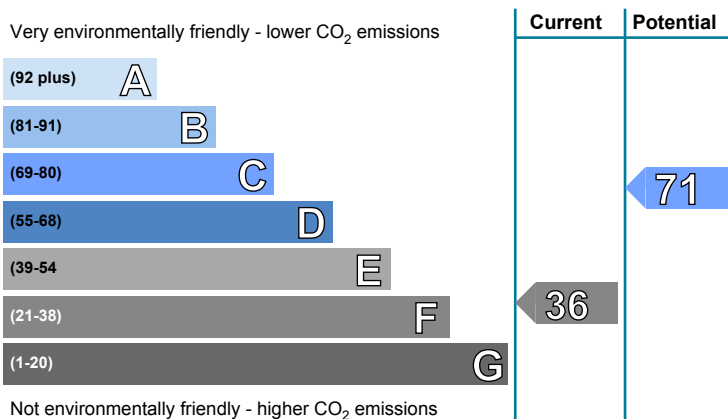 Current Potential
Very environmentally friendly - lower CO₂ emissions
(92 plus) A
(81-91) B
(69-80) C
71
(55-68) D
(39-54 E
(21-38) F
36
(1-20) G
Not environmentally friendly - higher CO₂ emissions